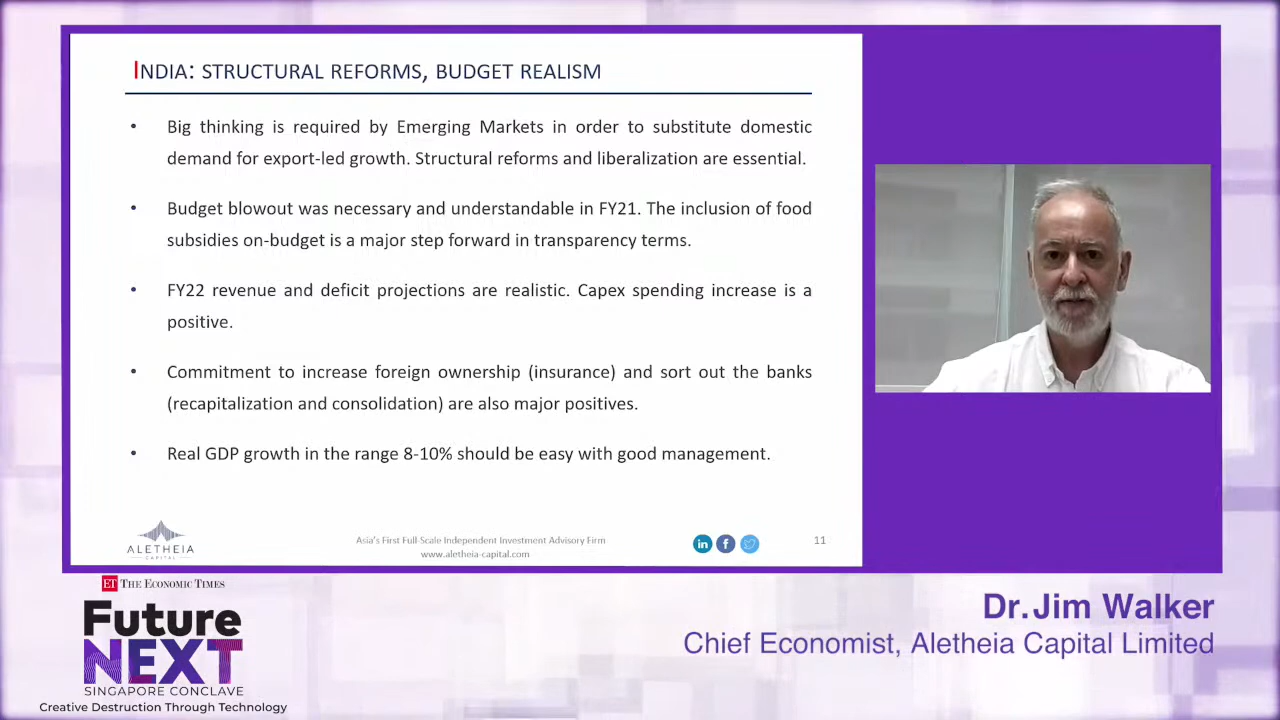 INDIA: STRUCTURAL REFORMS, BUDGET REALISM
• Big thinking is required by Emerging Markets in order to substitute domestic
demand for export-led growth. Structural reforms and liberalization are essential.
• Budget blowout was necessary and understandable in FY21. The inclusion of food
subsidies on-budget is a major step forward in transparency terms.
• FY22 revenue and deficit projections are realistic. Capex spending increase is a
positive.
• Commitment to increase foreign ownership (insurance) and sort out the banks
(recapitalization and consolidation) are also major positives.
• Real GDP growth in the range 8-10% should be easy with good management.
ALETHEIA
CAPITAL
Asia's First Full-Scale Independent Investment Advisory Firm
www.aletheia-capital.com
in f
11
ET THE ECONOMIC TIMES
Future
NEXT
SINGAPORE CONCLAVE
Creative Destruction Through Technology
Dr. Jim Walker
Chief Economist, Aletheia Capital Limited